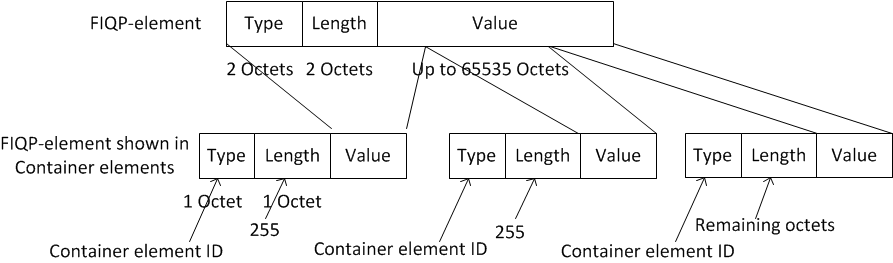 FIQP-element Type Length Value
2 Octets 2 Octets Up to 65535 Octets
FIQP-element shown in
Container elements
Type Length Value Type Length Value Type Length Value
1 Octet 1 Octet
255 255 Remaining octets
Container element ID Container element ID Container element ID